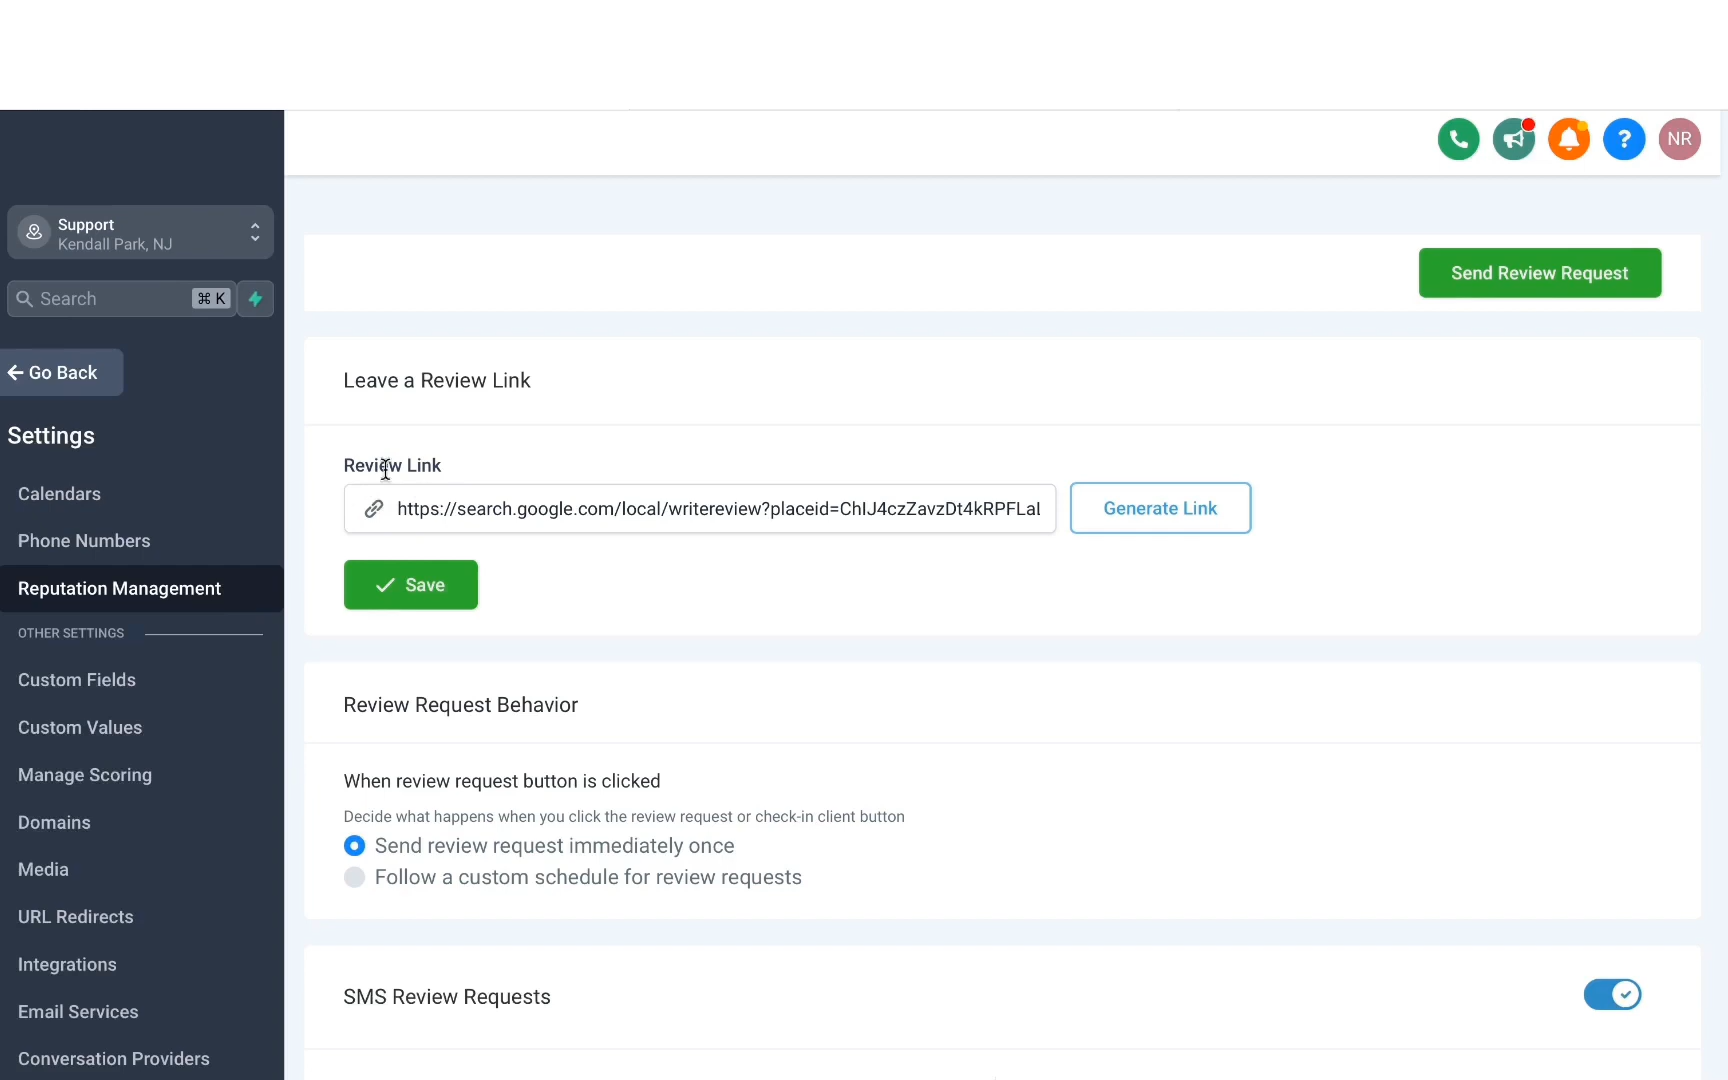 NR
Support
Kendall Park, NJ
Search ⌘ K
Send Review Request
Go Back
Leave a Review Link
Settings
Review Link
Calendars
https://search.google.com/local/writereview?placeid=ChIJ4czZavzDt4kRPFLaL
Generate Link
Phone Numbers
Save
Reputation Management
OTHER SETTINGS
Custom Fields
Review Request Behavior
Custom Values
Manage Scoring
When review request button is clicked
Decide what happens when you click the review request or check-in client button
Domains
Send review request immediately once
Media
Follow a custom schedule for review requests
URL Redirects
Integrations
SMS Review Requests
Email Services
Conversation Providers